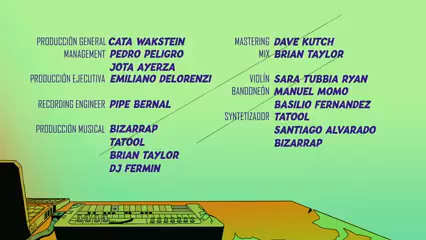 PRODUCCIÓN GENERAL CATA WAKSTEIN
MANAGEMENT PEDRO PELIGRO
JOTA AYERZA
PRODUCCIÓN EJECUTIVA EMILIANO DELORENZI
RECORDING ENGINEER PIPE BERNAL
PRODUCCIÓN MUSICAL BIZARRAP
TATOOL
BRIAN TAYLOR
DJ FERMIN
MASTERING DAVE KUTCH
MIX BRIAN TAYLOR
VIOLÍN SARA TUBBIA RYAN
BANDONEÓN MANUEL MOMO
BASILIO FERNANDEZ
SYNTETIZADOR TATOOL
SANTIAGO ALVARADO
BIZARRAP